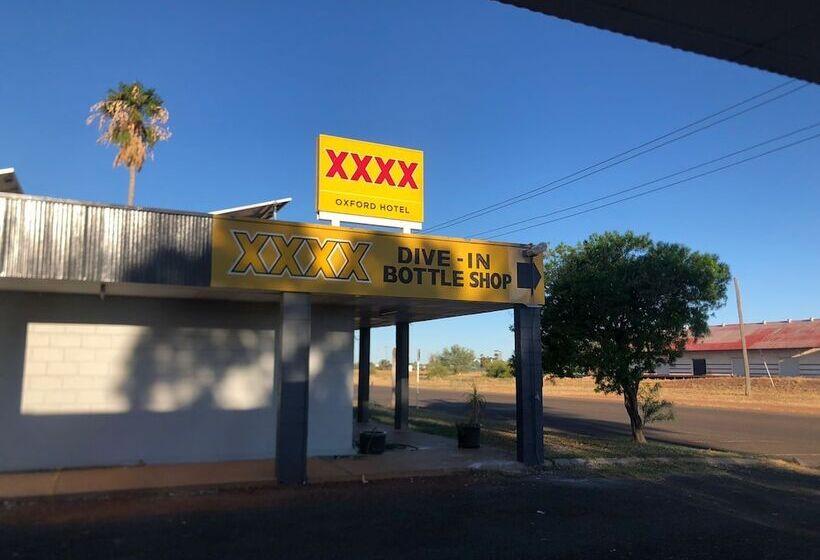 XXXX
OXFORD HOTEL
XXXX DIVE-IN
BOTTLE SHOP